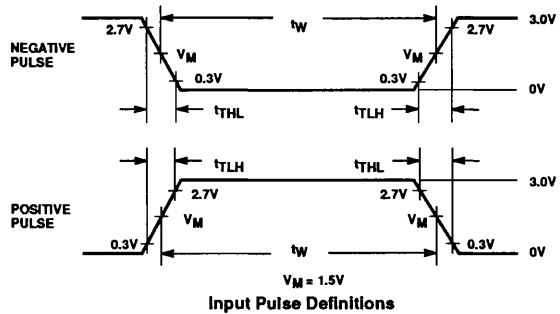 NEGATIVE
PULSE
2.7V
VM
0.3V
tTHL
tW
0.3V
VM
2.7V
tTLH
3.0V
0V
POSITIVE
PULSE
0.3V
VM
2.7V
tTLH
tW
tTHL
2.7V
VM
0.3V
3.0V
0V
VM = 1.5V
Input Pulse Definitions